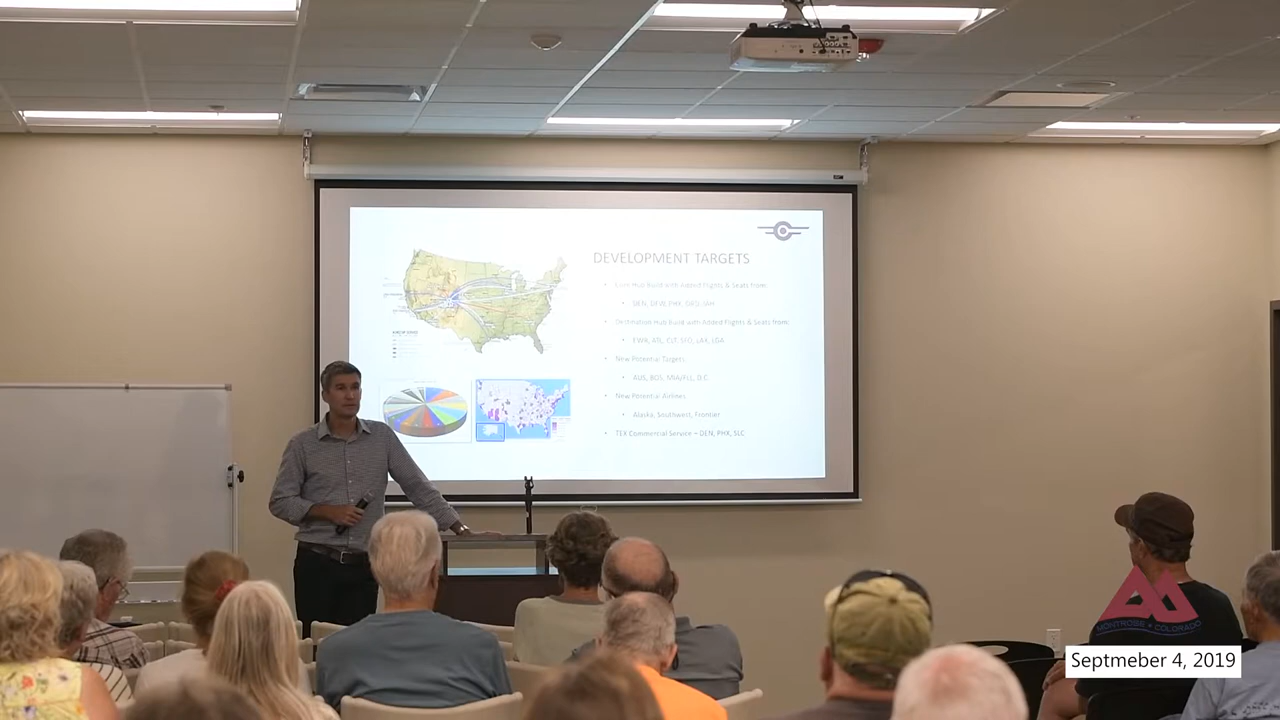 DEVELOPMENT TARGETS
Hub Build with Added Flights & Seats from:
DEN, DFW, PHX, ORD, IAH
Destination Hub Build with Added Flights & Seats from:
EWR, ATL, CLT, SFO, LAX, LGA
New Potential Targets
AUS, BOS, MIA/FLL, D.C.
New Potential Airlines
Alaska, Southwest, Frontier
TEX Commercial Service – DEN, PHX, SLC
MONTROSE • COLORADO
Septmeber 4, 2019